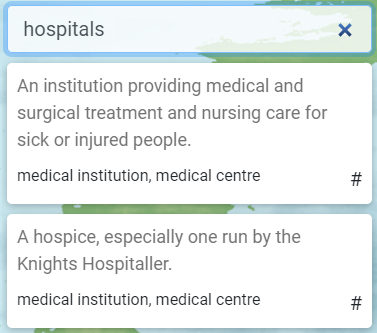 hospitals
An institution providing medical and
surgical treatment and nursing care for
sick or injured people.
medical institution, medical centre
#
A hospice, especially one run by the
Knights Hospitaller.
medical institution, medical centre
#